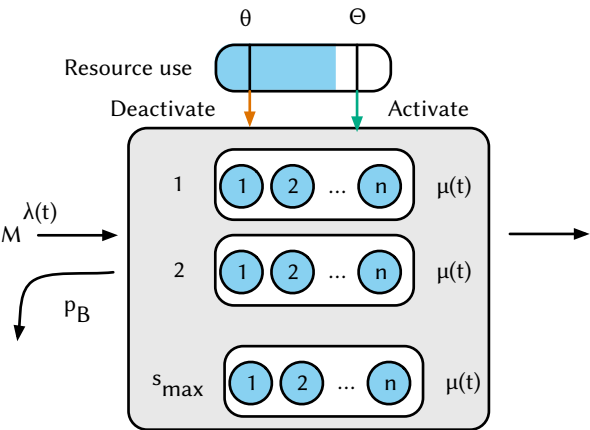 θ Θ
Resource use
Deactivate Activate
1 1 2 ... n μ(t)
λ(t)
M
2 1 2 ... n μ(t)
p_B
s_max 1 2 ... n μ(t)